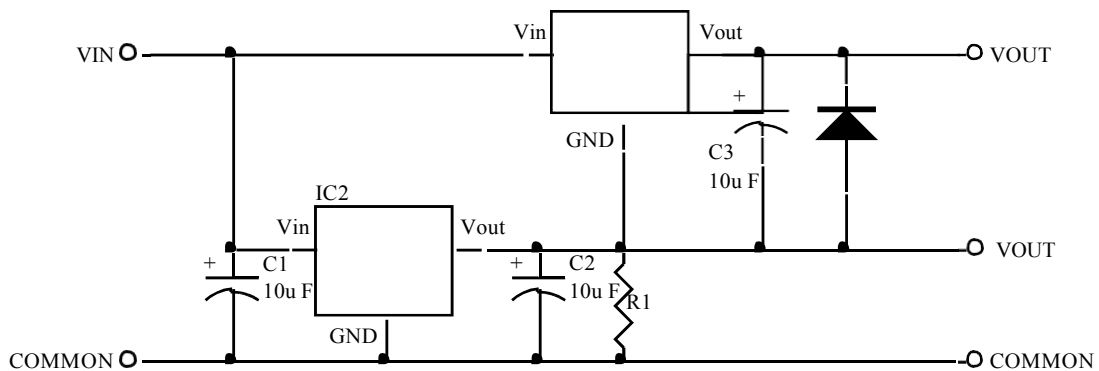 Vin
Vout
VIN
VOUT
+
GND
C3
10u F
IC2
Vin
Vout
VOUT
+
C1
10u F
+
C2
10u F
R1
GND
COMMON
COMMON